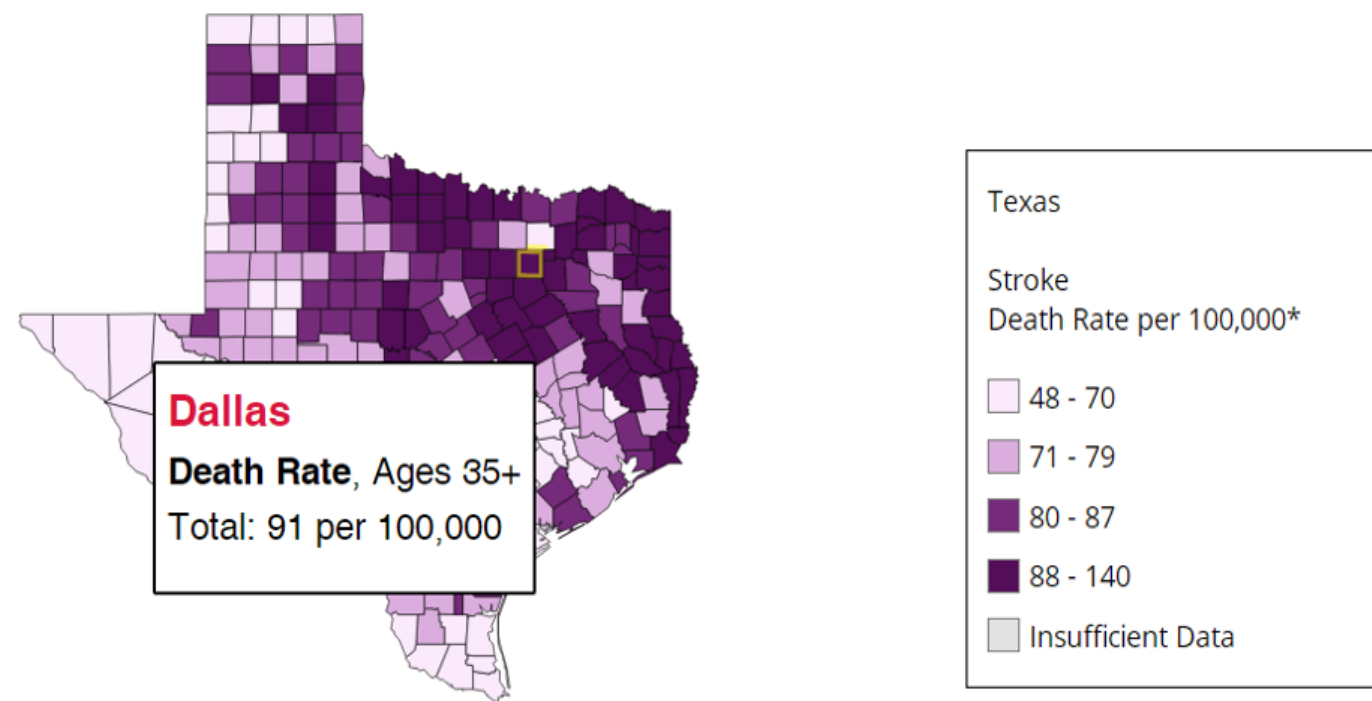 Dallas
Death Rate, Ages 35+
Total: 91 per 100,000
Texas
Stroke
Death Rate per 100,000*
48 - 70
71 - 79
80 - 87
88 - 140
Insufficient Data